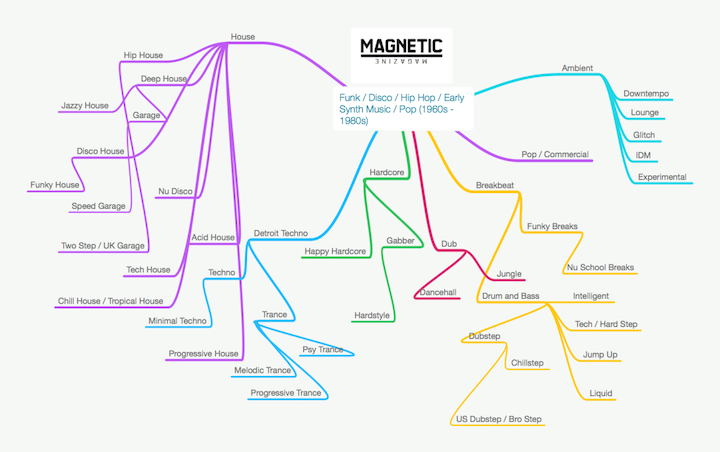 House
MAGNETIC
MAGAZINE
Hip House
Ambient
Deep House
Downtempo
Funk / Disco / Hip Hop / Early
Synth Music / Pop (1960s -
1980s)
Jazzy House
Garage
Lounge
Glitch
Disco House
Pop / Commercial
IDM
Hardcore
Experimental
Funky House
Nu Disco
Breakbeat
Speed Garage
Funky Breaks
Acid House
Detroit Techno
Two Step / UK Garage
Happy Hardcore
Gabber
Dub
Tech House
Techno
Jungle
Nu School Breaks
Chill House / Tropical House
Dancehall
Drum and Bass
Intelligent
Minimal Techno
Trance
Hardstyle
Tech / Hard Step
Dubstep
Progressive House
Psy Trance
Jump Up
Melodic Trance
Chillstep
Progressive Trance
Liquid
US Dubstep / Bro Step